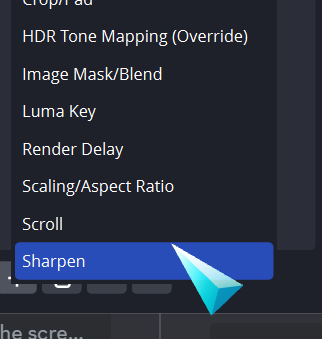 Crop/Pad
HDR Tone Mapping (Override)
Image Mask/Blend
Luma Key
Render Delay
Scaling/Aspect Ratio
Scroll
Sharpen
he scre...